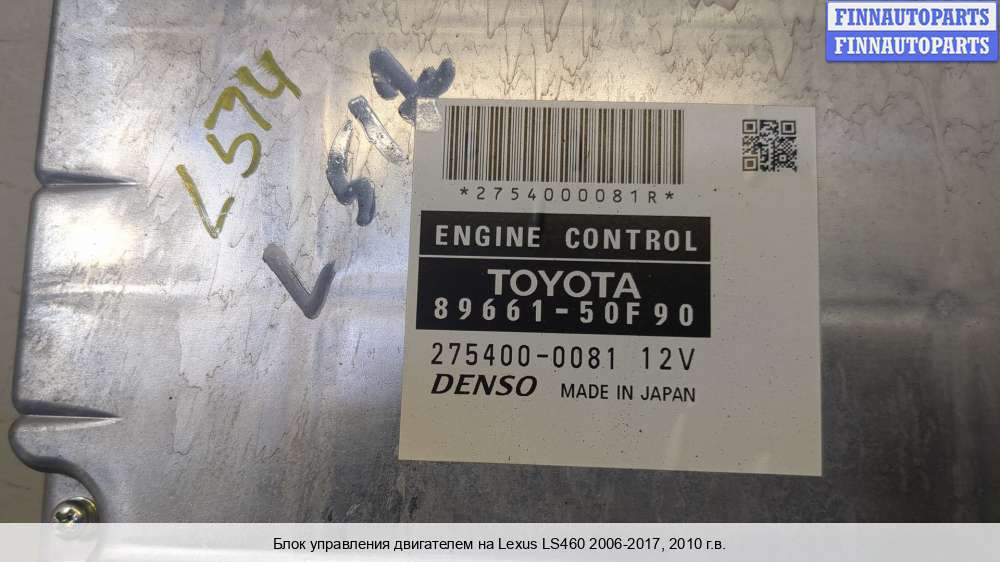 FINNAUTOPARTS
FINNAUTOPARTS
L574
*2754000081R*
ENGINE CONTROL
TOYOTA
89661-50F90
275400-0081 12V
DENSO MADE IN JAPAN
Блок управления двигателем на Lexus LS460 2006-2017, 2010 г.в.